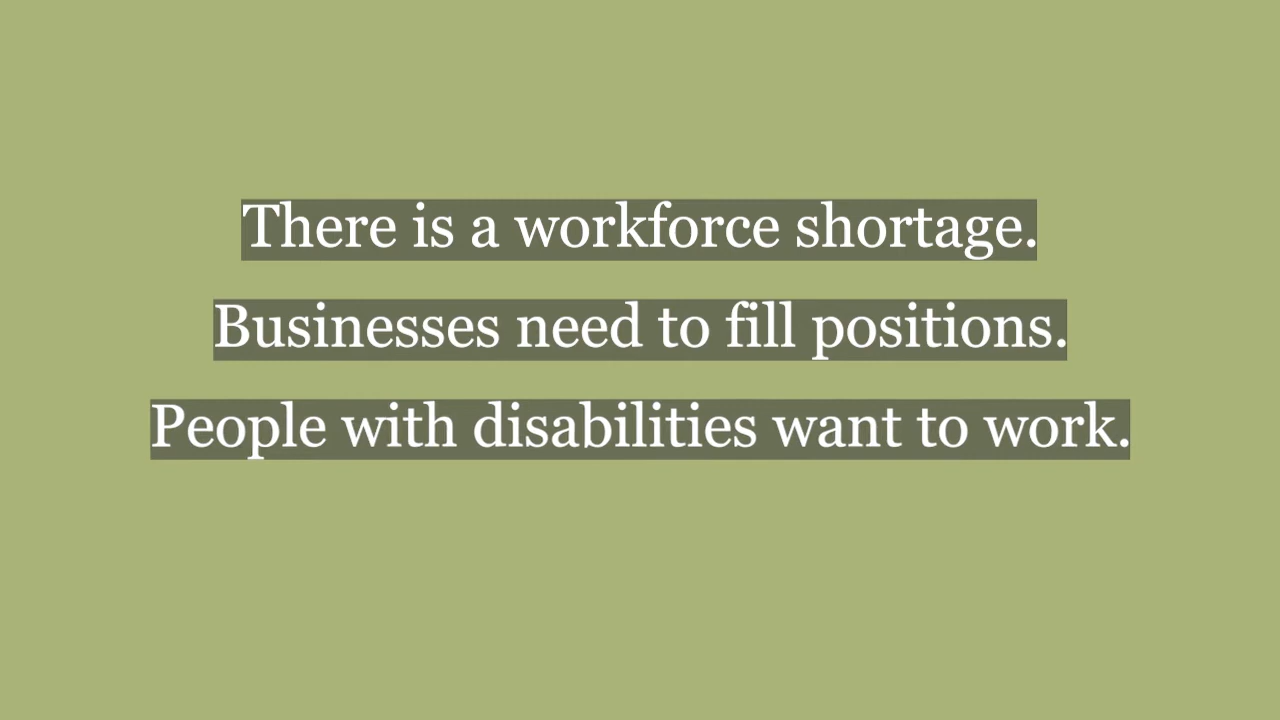 There is a workforce shortage.
Businesses need to fill positions.
People with disabilities want to work.